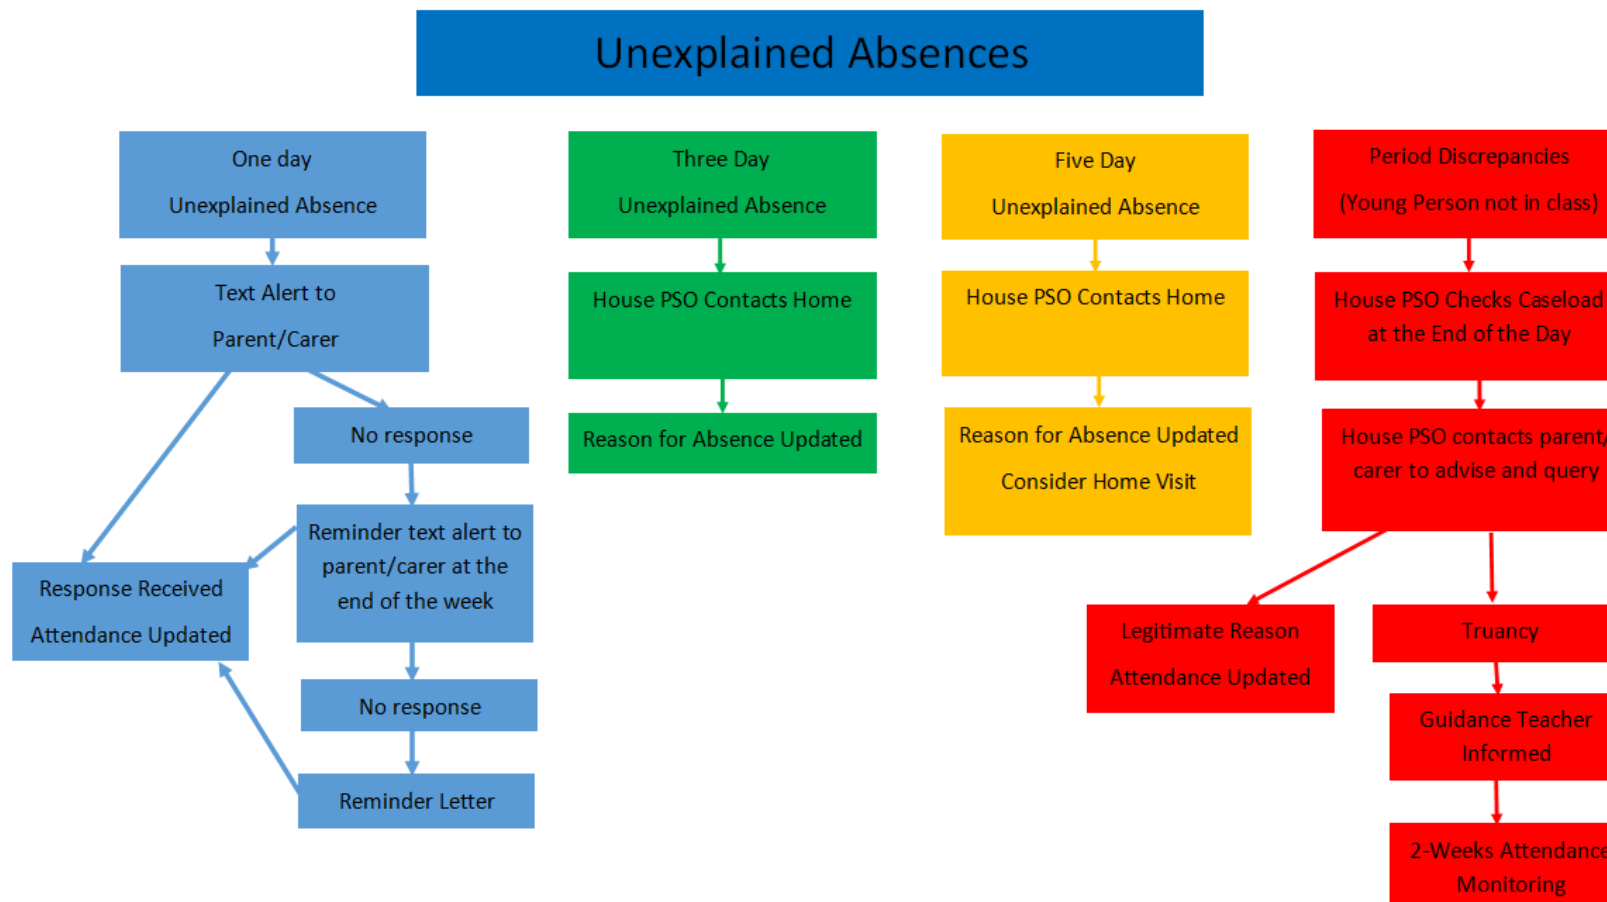 Unexplained Absences
One day
Unexplained Absence
Text Alert to
Parent/Carer
No response
Reminder text alert to
parent/carer at the
end of the week
Response Received
Attendance Updated
No response
Reminder Letter
Three Day
Unexplained Absence
House PSO Contacts Home
Reason for Absence Updated
Five Day
Unexplained Absence
House PSO Contacts Home
Reason for Absence Updated
Consider Home Visit
Period Discrepancies
(Young Person not in class)
House PSO Checks Caseload
at the End of the Day
House PSO contacts parent/
carer to advise and query
Legitimate Reason
Attendance Updated
Truancy
Guidance Teacher
Informed
2-Weeks Attendance
Monitoring